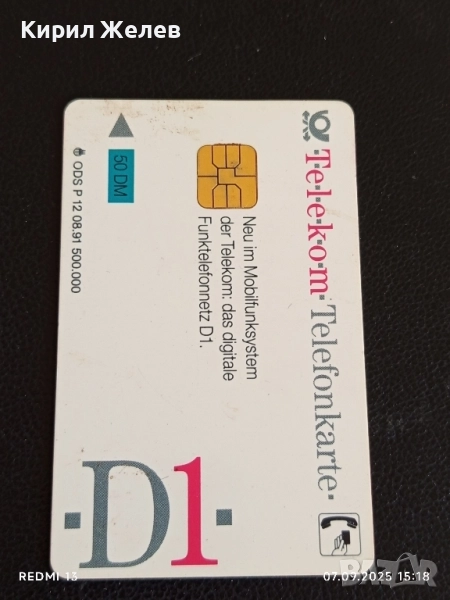 Кирил Желев
·T·e·l·e·k·o·m· Telefonkarte·
50 DM
ODS P 12 08.91 500.000
Neu im Mobilfunksystem
der Telekom: das digitale
Funktelefonnetz D1.
·D1·
BAZAR
REDMI 13
07.09.2025 15:18